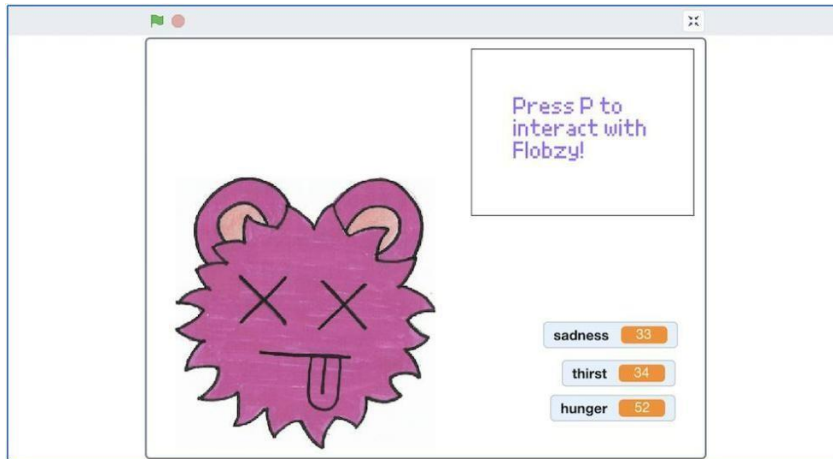 Press P to
interact with
Flobzy!
sadness 33
thirst 34
hunger 52